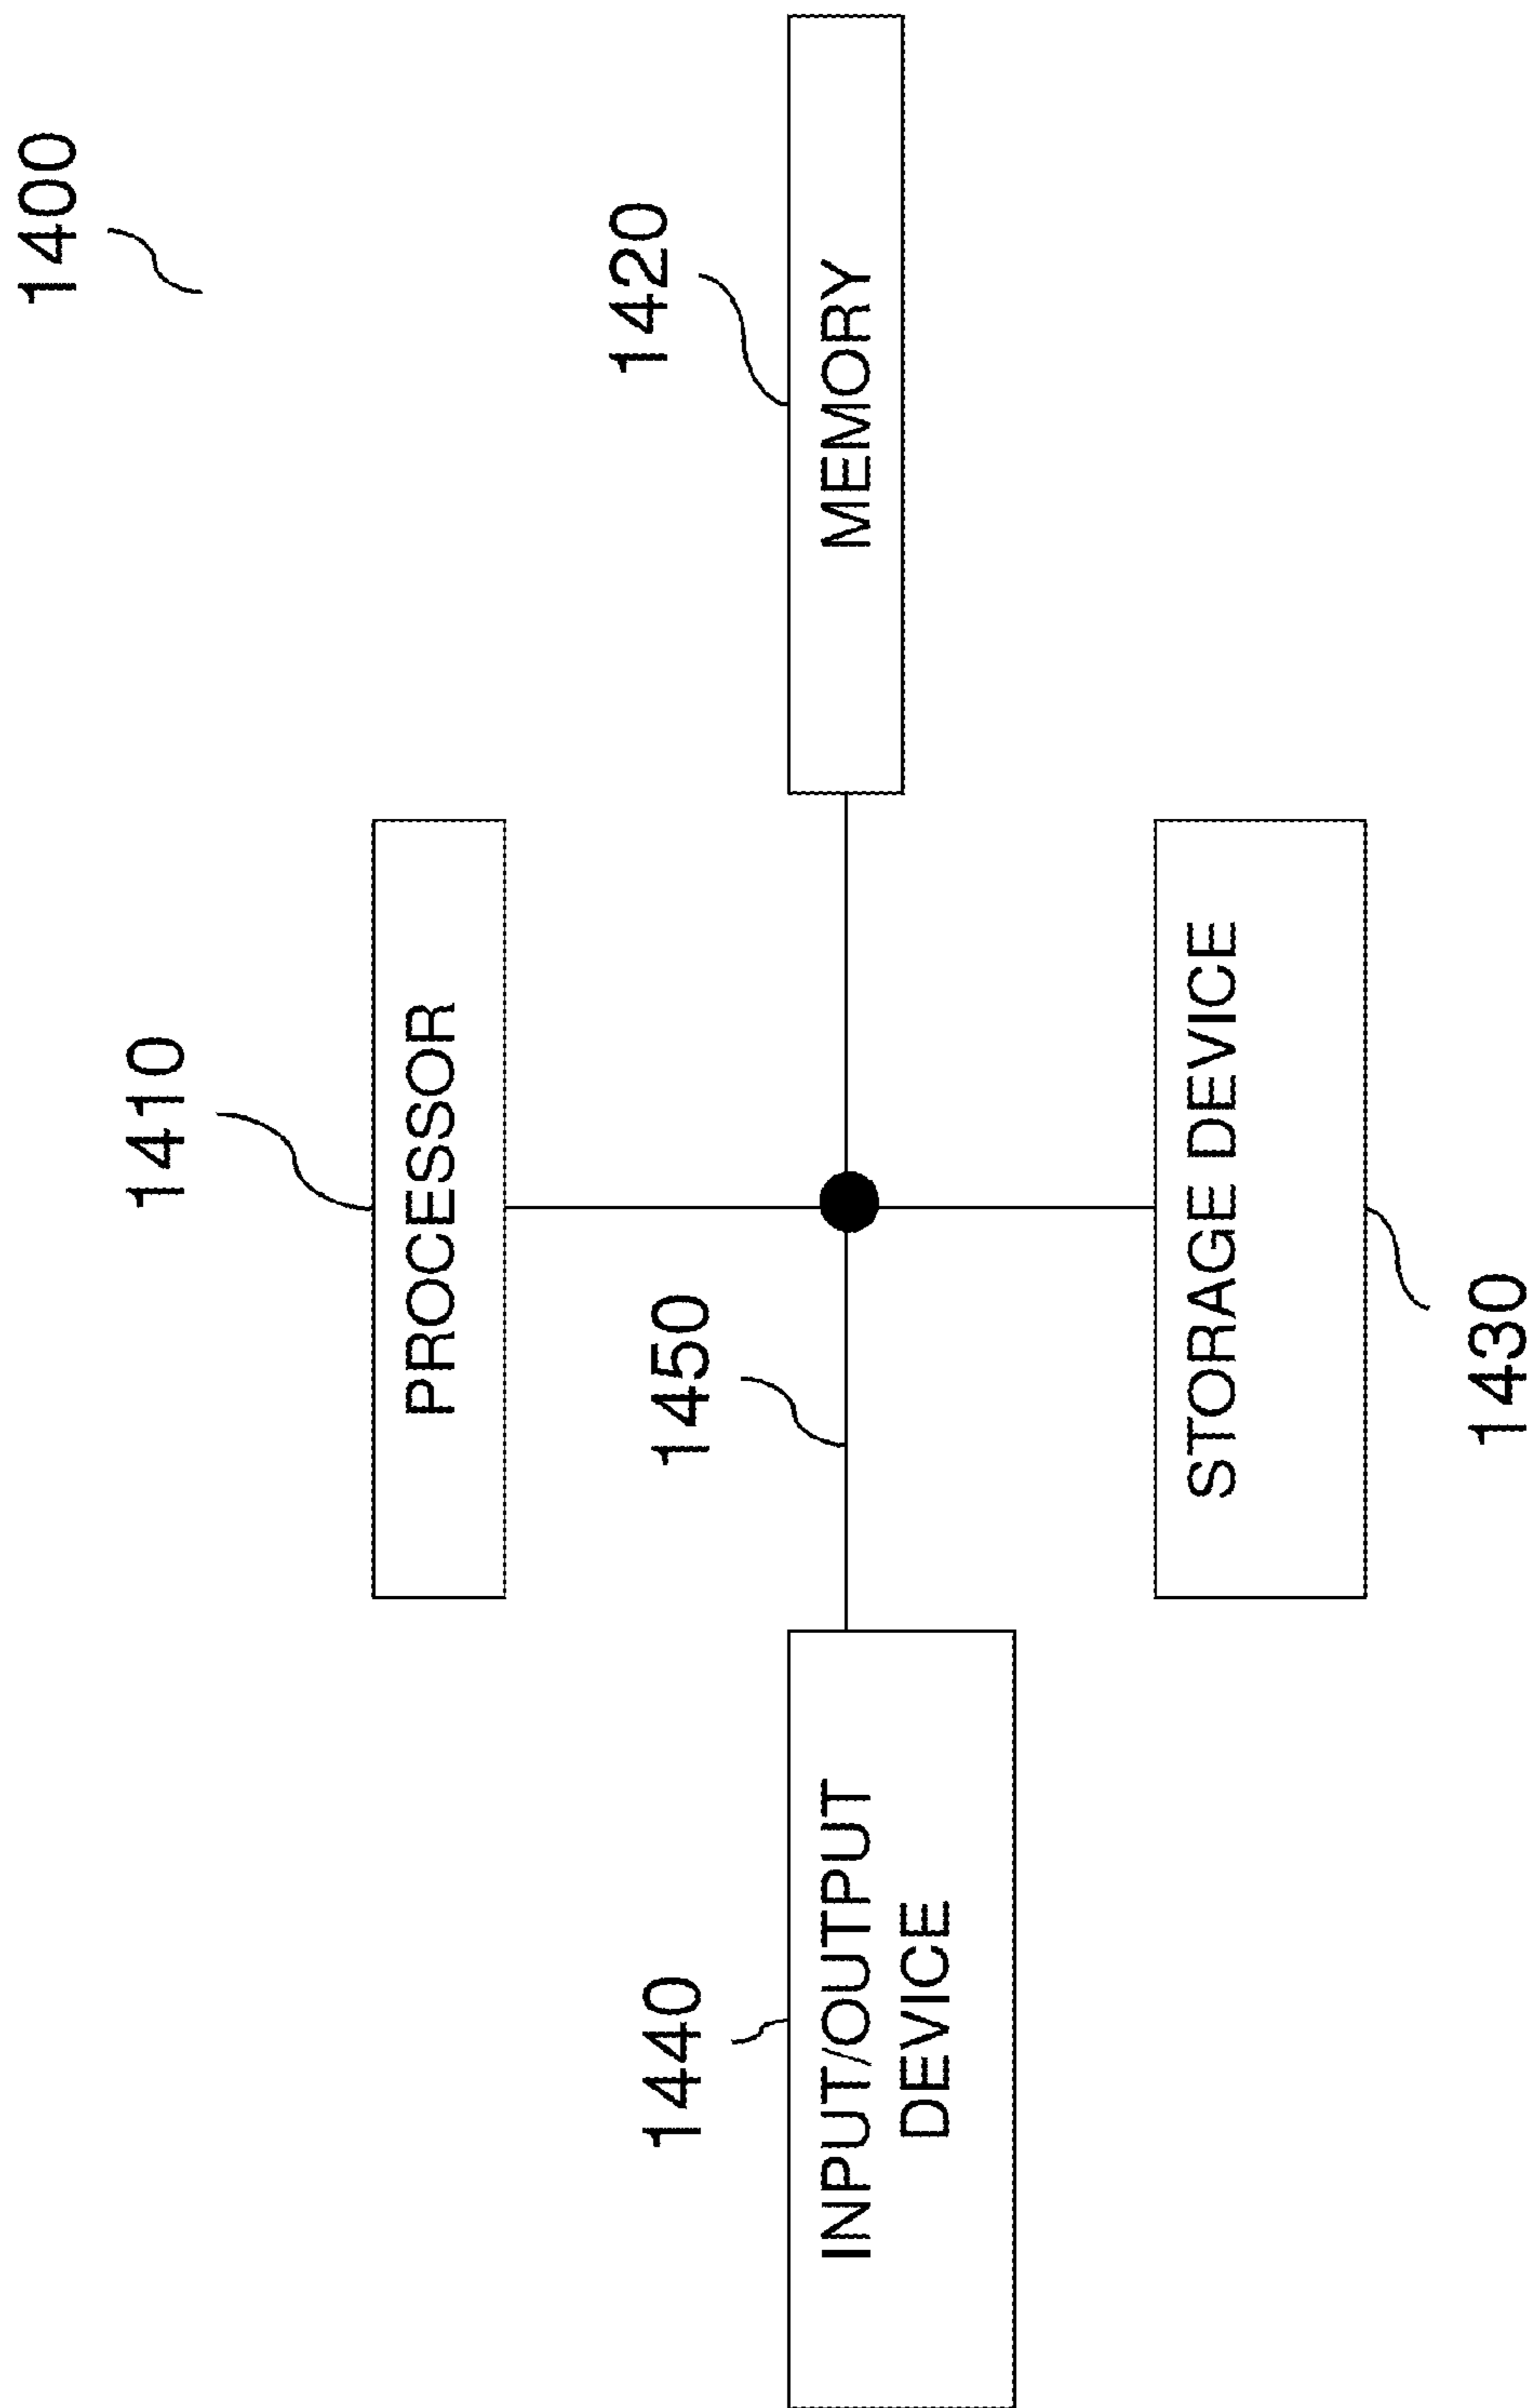 1400
1410
PROCESSOR
1440
1450
1420
INPUT/OUTPUT
DEVICE
MEMORY
STORAGE DEVICE
1430